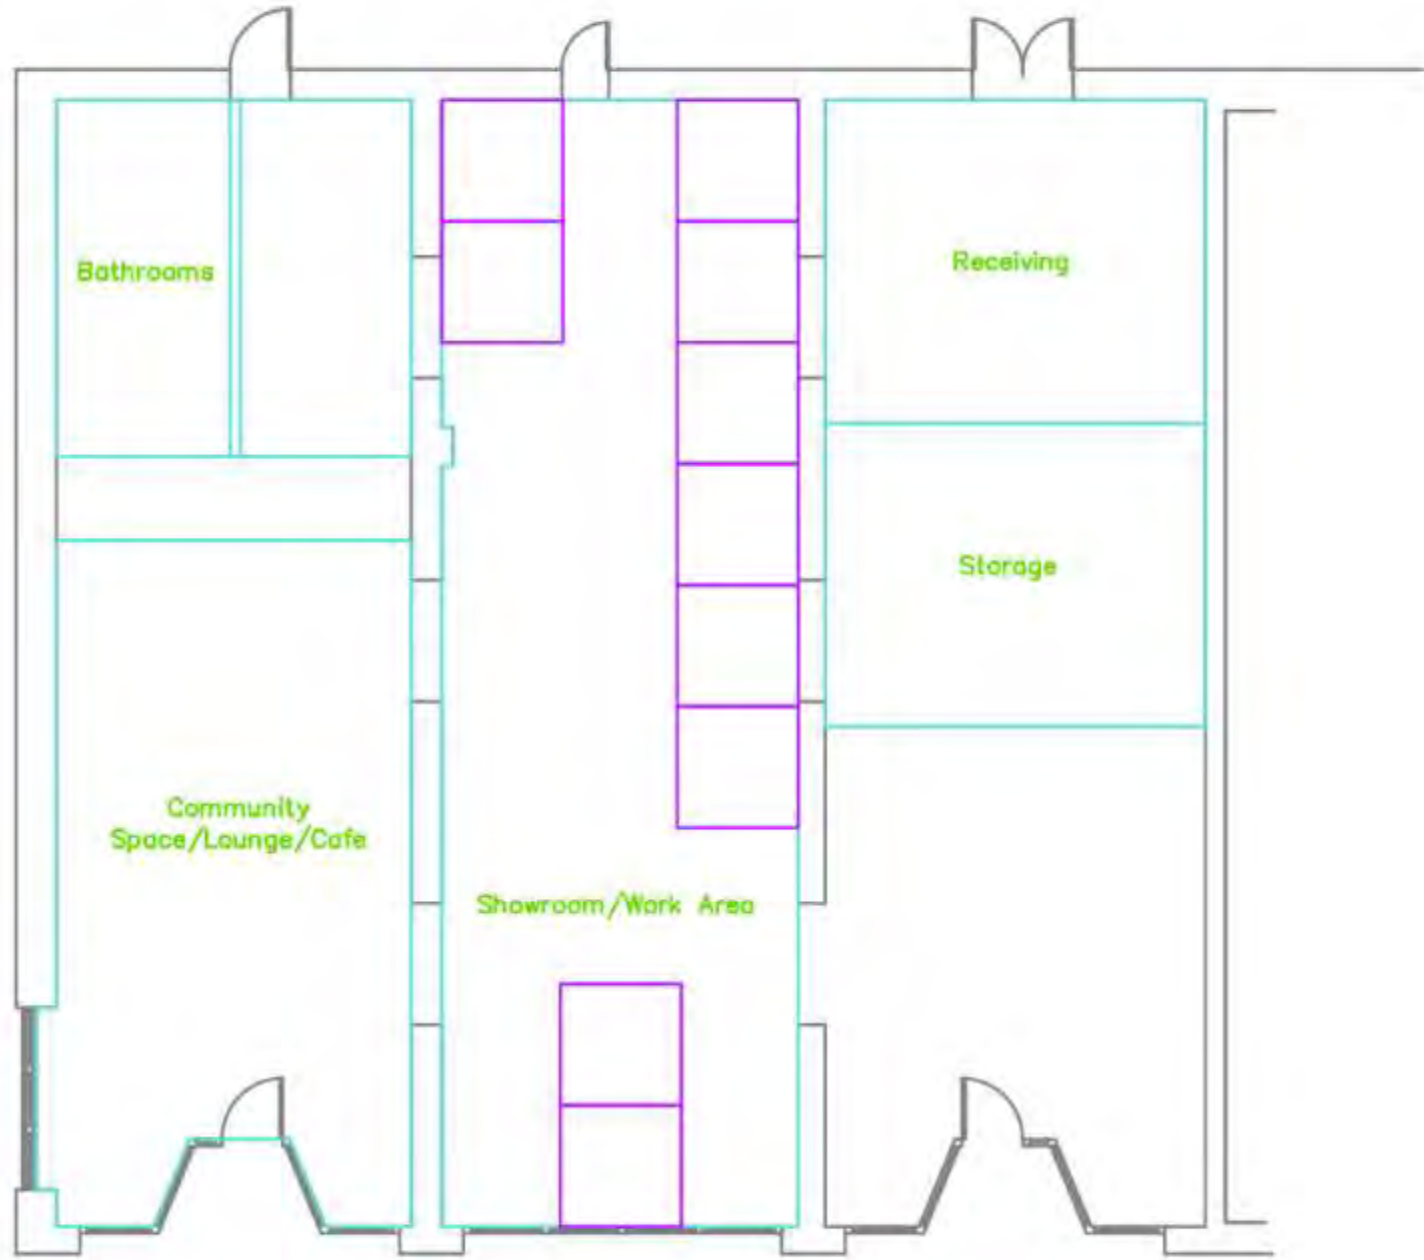 Bathrooms
Receiving
Storage
Community
Space/Lounge/Cafe
Showroom/Work Area